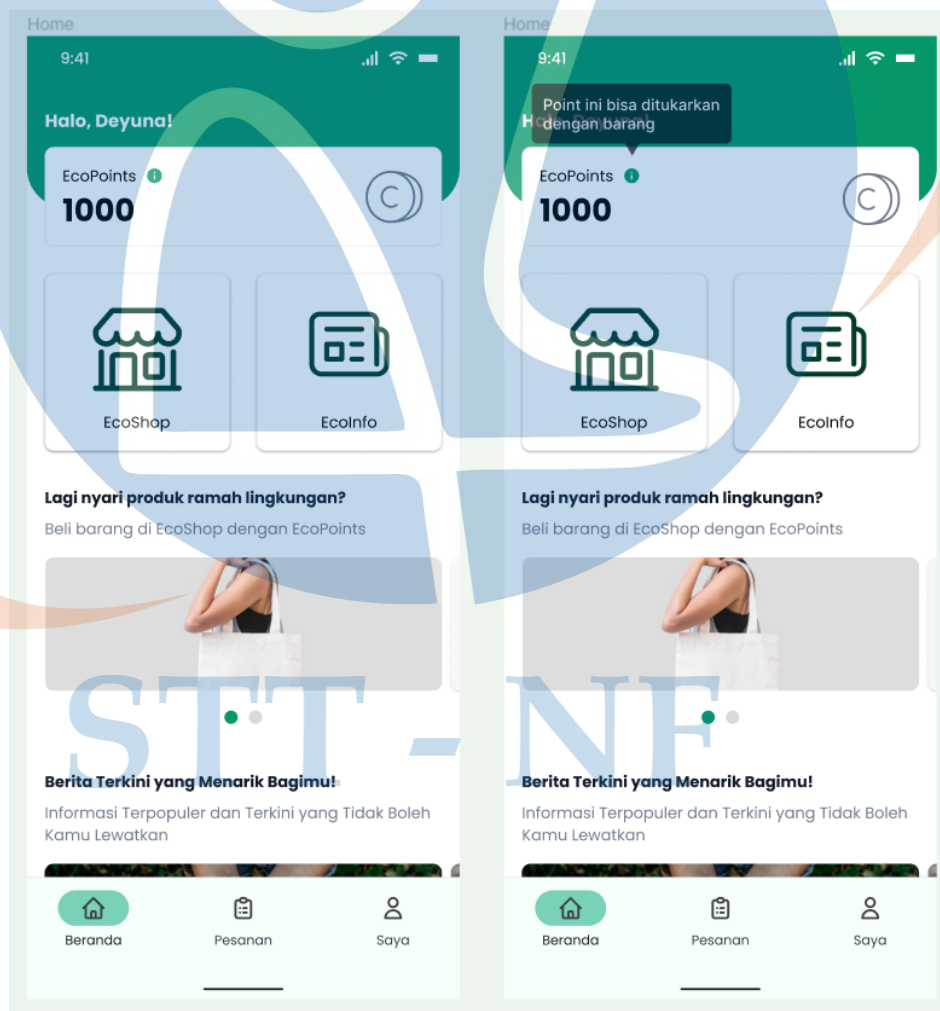 Home
9:41
Halo, Deyuna!
EcoPoints
1000
EcoShop
EcoInfo
Lagi nyari produk ramah lingkungan?
Beli barang di EcoShop dengan EcoPoints
Berita Terkini yang Menarik Bagimu!
Informasi Terpopuler dan Terkini yang Tidak Boleh
Kamu Lewatkan
Beranda
Pesanan
Saya
Home
9:41
Point ini bisa ditukarkan
dengan barang
Halo, Deyuna!
EcoPoints
1000
EcoShop
EcoInfo
Lagi nyari produk ramah lingkungan?
Beli barang di EcoShop dengan EcoPoints
Berita Terkini yang Menarik Bagimu!
Informasi Terpopuler dan Terkini yang Tidak Boleh
Kamu Lewatkan
Beranda
Pesanan
Saya
STT - NF